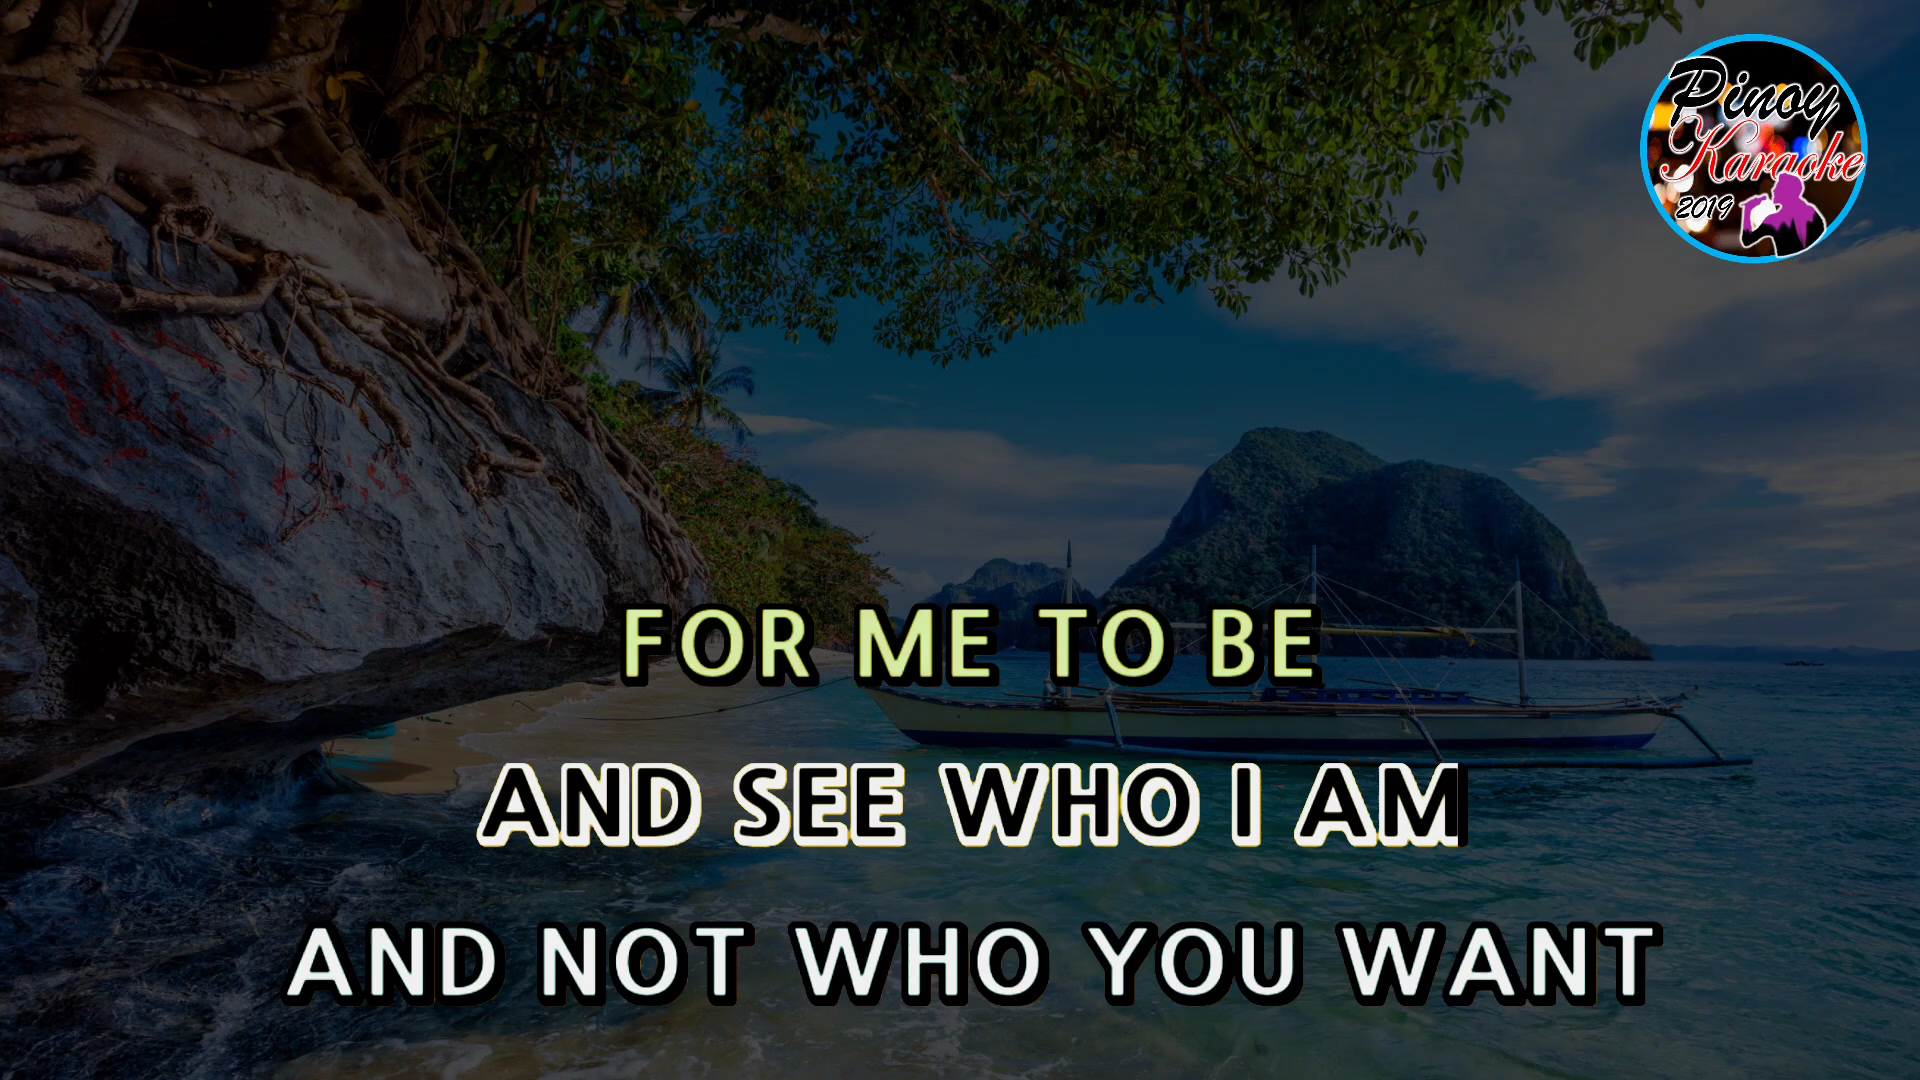 Pinoy
Karaoke
2019
FOR ME TO BE
AND SEE WHO I AM
AND NOT WHO YOU WANT